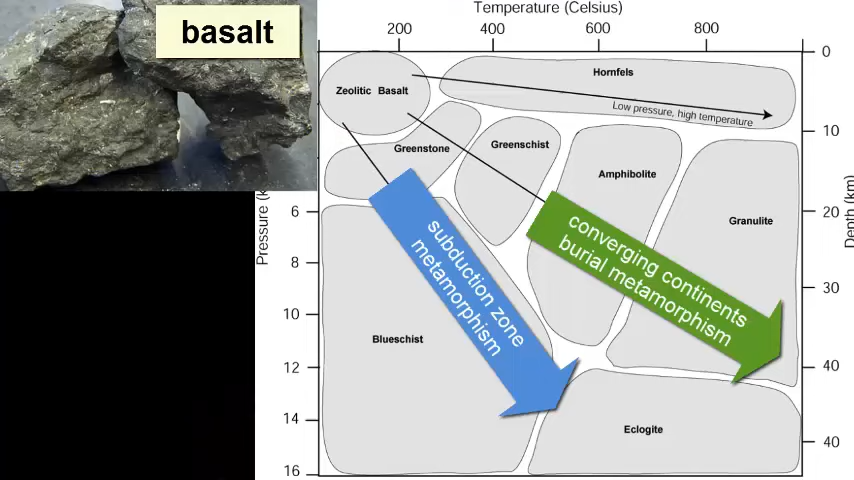 Temperature (Celsius)
basalt
200 400 600 800
0
Hornfels
Zeolitic Basalt
Low pressure, high temperature
10
Greenstone
Greenschist
Amphibolite
Pressure (k
6
20
Depth (km)
Granulite
subduction zone
metamorphism
converging continents
burial metamorphism
8
30
10
Blueschist
12
40
14
Eclogite
40
16